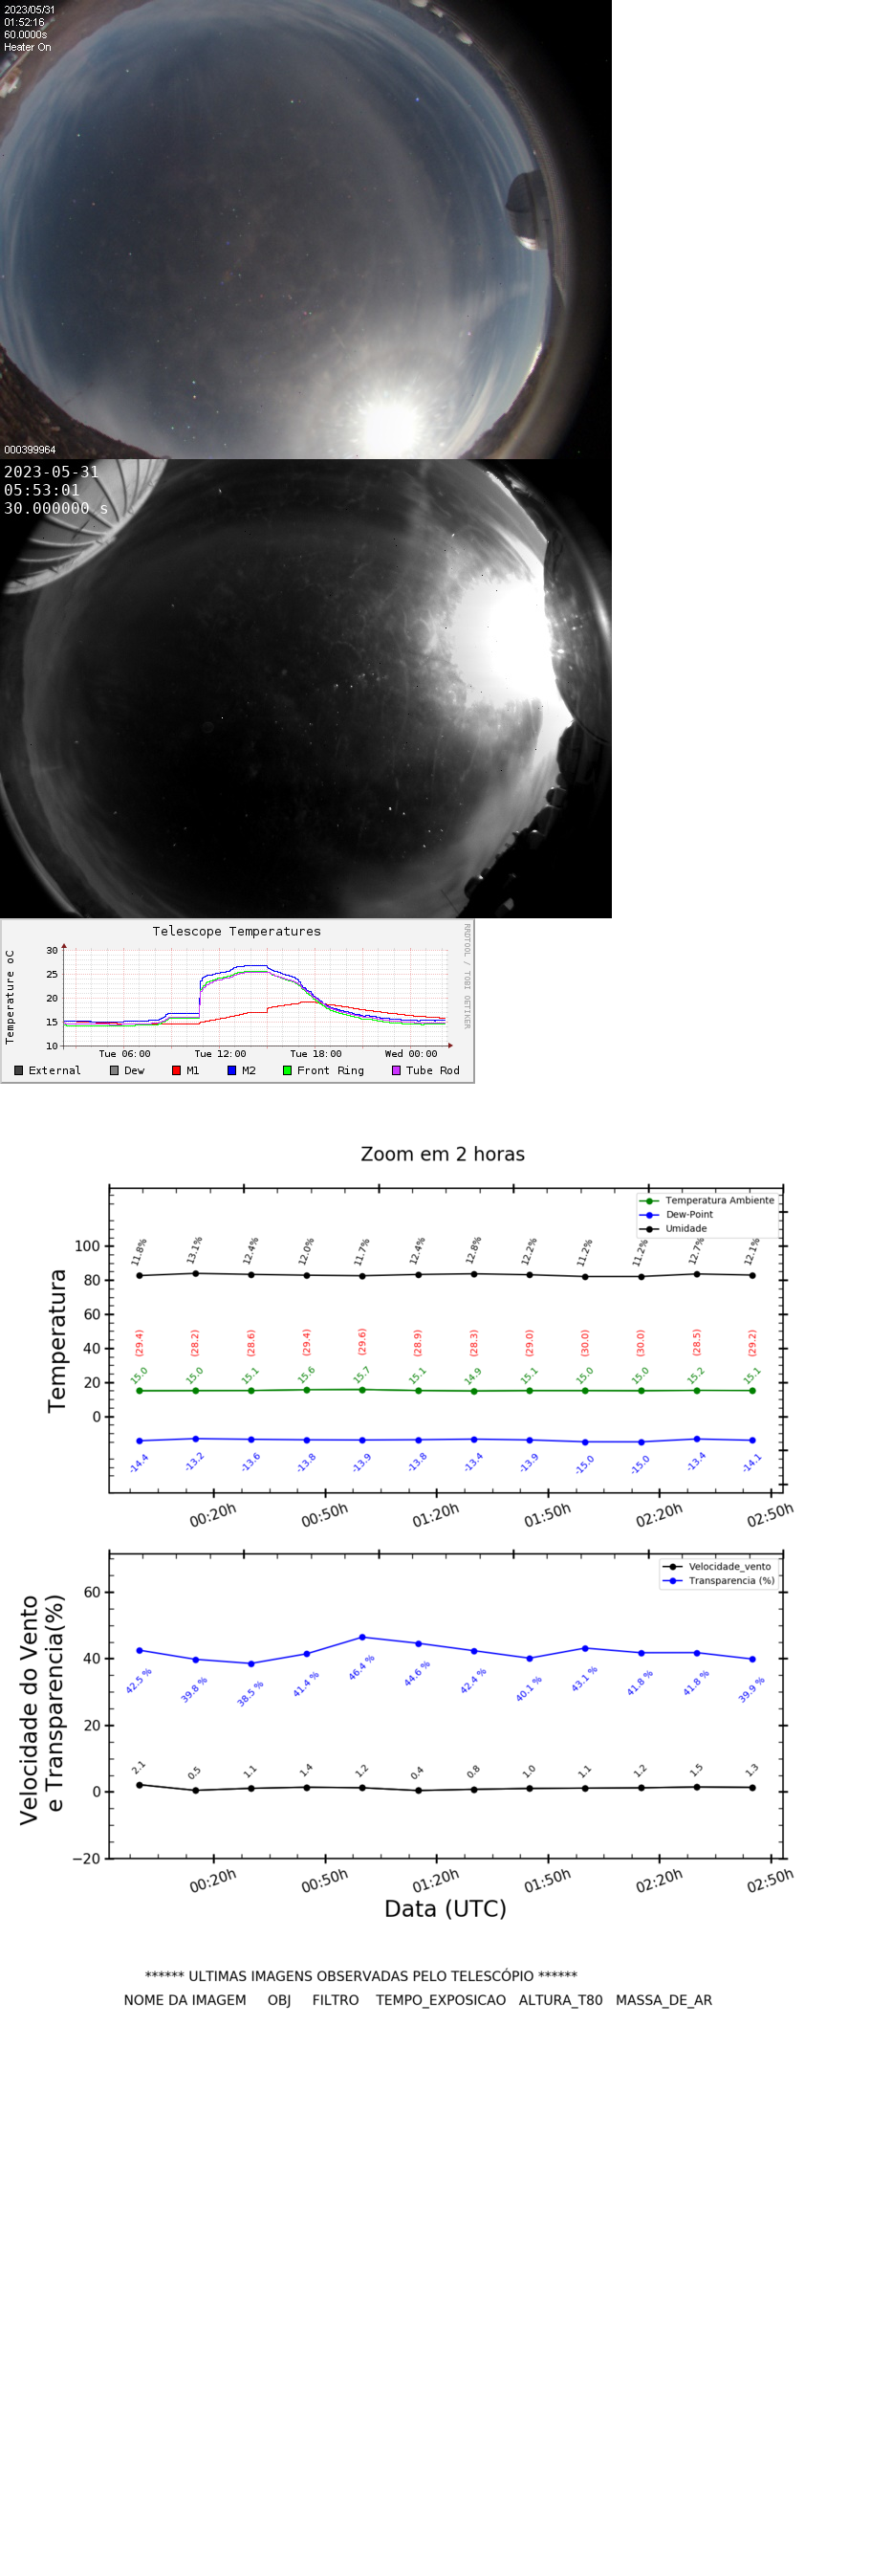 2023/05/31
01:52:16
60.0000s
Heater On
000399964
2023-05-31
05:53:01
30.000000 s
Telescope Temperatures
RRDTOOL / TOBI OETIKER
Temperature oC
30
25
20
15
10
Tue 06:00 Tue 12:00 Tue 18:00 Wed 00:00
External Dew M1 M2 Front Ring Tube Rod
Zoom em 2 horas
Temperatura Ambiente
Dew-Point
Umidade
Temperatura
100
80
60
40
20
0
11.8% 13.1% 12.4% 12.0% 11.7% 12.4% 12.8% 12.2% 11.2% 11.2% 12.7% 12.1%
(29.4) (28.2) (28.6) (29.4) (29.6) (28.9) (28.3) (29.0) (30.0) (30.0) (28.5) (29.2)
15.0 15.0 15.1 15.6 15.7 15.1 14.9 15.1 15.0 15.0 15.2 15.1
-14.4 -13.2 -13.6 -13.8 -13.9 -13.8 -13.4 -13.9 -15.0 -15.0 -13.4 -14.1
00:20h 00:50h 01:20h 01:50h 02:20h 02:50h
Velocidade_vento
Transparencia (%)
Velocidade do Vento
e Transparencia(%)
60
40
20
0
−20
42.5 % 39.8 % 38.5 % 41.4 % 46.4 % 44.6 % 42.4 % 40.1 % 43.1 % 41.8 % 41.8 % 39.9 %
2.1 0.5 1.1 1.4 1.2 0.4 0.8 1.0 1.1 1.2 1.5 1.3
00:20h 00:50h 01:20h 01:50h 02:20h 02:50h
Data (UTC)
****** ULTIMAS IMAGENS OBSERVADAS PELO TELESCÓPIO ******
NOME DA IMAGEM OBJ FILTRO TEMPO_EXPOSICAO ALTURA_T80 MASSA_DE_AR